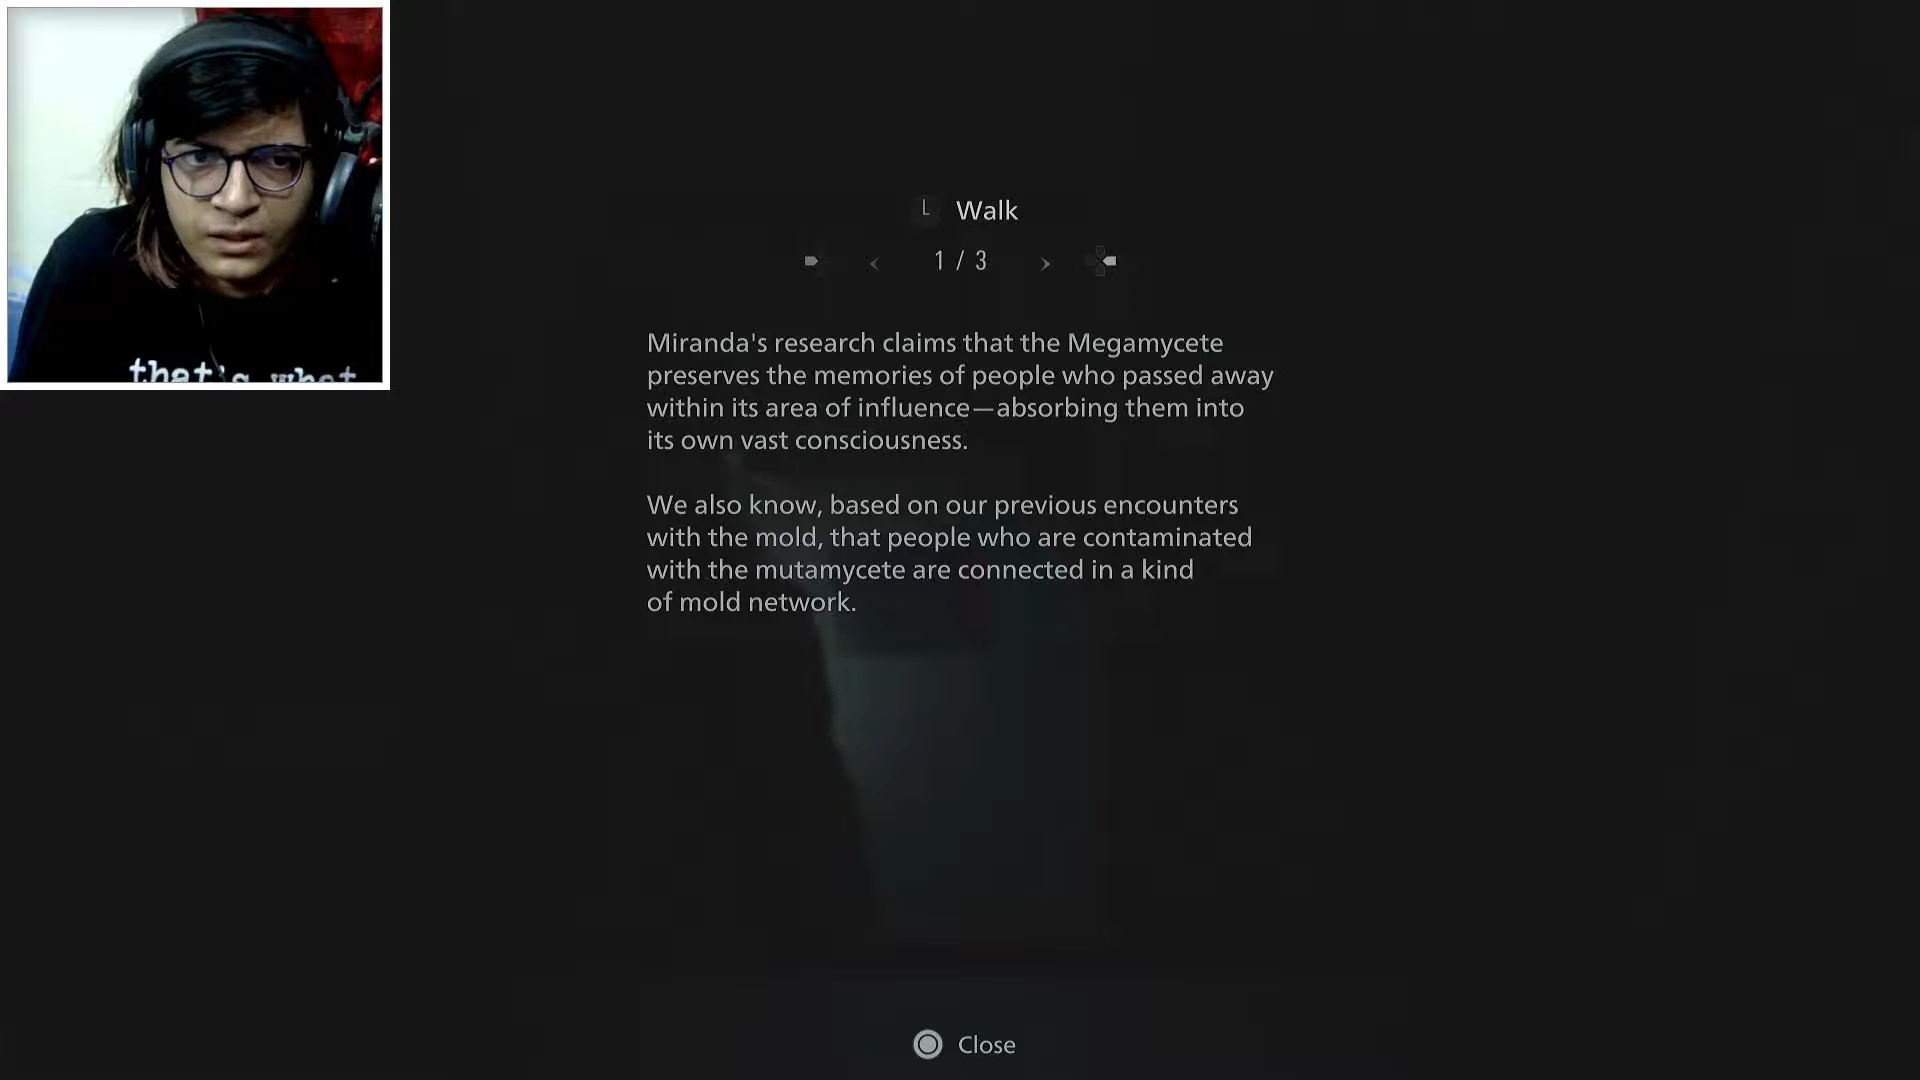 that's what
L Walk
1 / 3
Miranda's research claims that the Megamycete
preserves the memories of people who passed away
within its area of influence—absorbing them into
its own vast consciousness.
We also know, based on our previous encounters
with the mold, that people who are contaminated
with the mutamycete are connected in a kind
of mold network.
Close